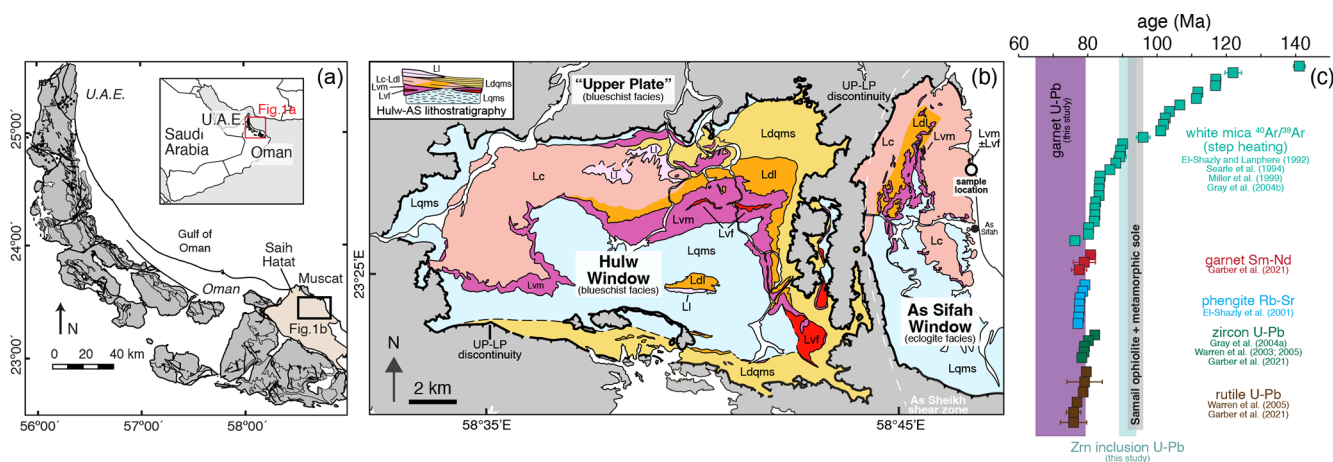 (a)
U.A.E.
U.A.E.
Fig.1a
Saudi
Arabia
Oman
Gulf of
Oman
Saih
Hatat
Muscat
Oman
N
Fig.1b
0 20 40 km
25°00'
24°00'
23°00'
56°00'
57°00'
58°00'
(b)
Ll
Lc-Ldl
Lvm
Lvf
Ldqms
Lqms
Hulw-AS lithostratigraphy
"Upper Plate"
(blueschist facies)
UP-LP
discontinuity
Ldqms
Ll
Ll
Ldl
Lc
Lqms
Lvm
Lvf
Lqms
Hulw
Window
(blueschist facies)
Ldl
Ll
Lvm
UP-LP
discontinuity
Lvf
Ldqms
Ldl
Lc
Lvm
Lvm
±Lvf
sample
location
As
Sifah
Lc
As Sifah
Window
(eclogite facies)
Lqms
As Sheikh
shear zone
N
2 km
23°25'E
58°35'E
58°45'E
age (Ma)
60 80 100 120 140
(c)
garnet U-Pb
(this study)
white mica ⁴⁰Ar/³⁹Ar
(step heating)
El-Shazly and Lanphere (1992)
Searle et al. (1994)
Miller et al. (1999)
Gray et al. (2004b)
garnet Sm-Nd
Garber et al. (2021)
phengite Rb-Sr
El-Shazly et al. (2001)
zircon U-Pb
Gray et al. (2004a)
Warren et al. (2003; 2005)
Garber et al. (2021)
rutile U-Pb
Warren et al. (2005)
Garber et al. (2021)
Samail ophiolite + metamorphic sole
Zrn inclusion U-Pb
(this study)